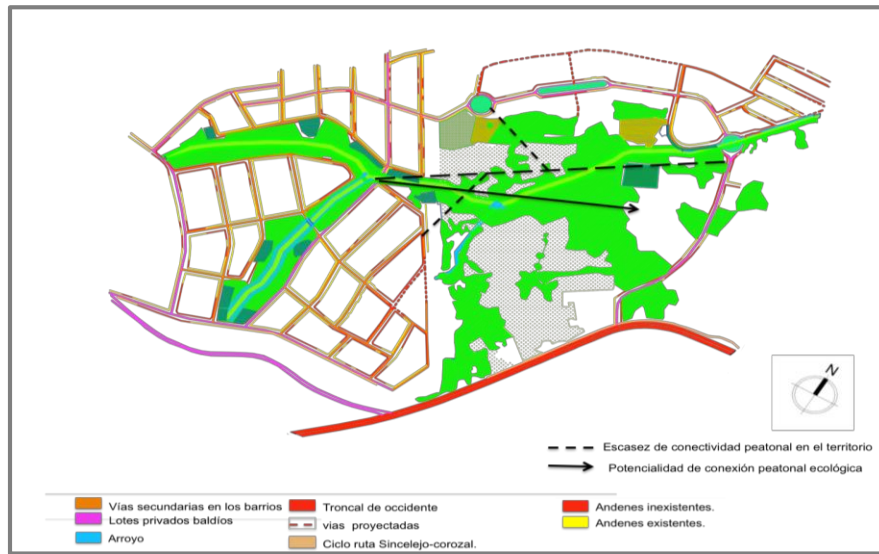 N
Escasez de conectividad peatonal en el territorio
Potencialidad de conexión peatonal ecológica
Vías secundarias en los barrios
Lotes privados baldíos
Arroyo
Troncal de occidente
vias proyectadas
Ciclo ruta Sincelejo-corozal.
Andenes inexistentes.
Andenes existentes.